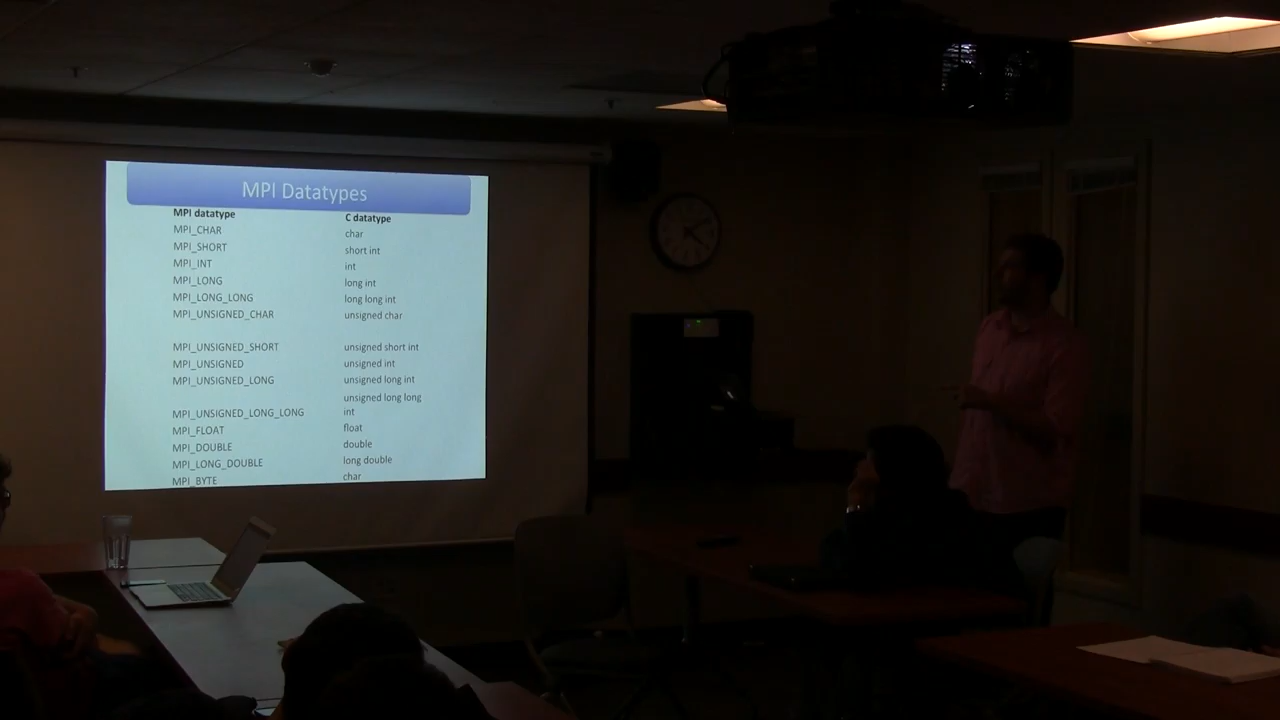 MPI Datatypes
MPI datatype C datatype
MPI_CHAR char
MPI_SHORT short int
MPI_INT int
MPI_LONG long int
MPI_LONG_LONG long long int
MPI_UNSIGNED_CHAR unsigned char
MPI_UNSIGNED_SHORT unsigned short int
MPI_UNSIGNED unsigned int
MPI_UNSIGNED_LONG unsigned long int
unsigned long long
MPI_UNSIGNED_LONG_LONG int
MPI_FLOAT float
MPI_DOUBLE double
MPI_LONG_DOUBLE long double
MPI_BYTE char